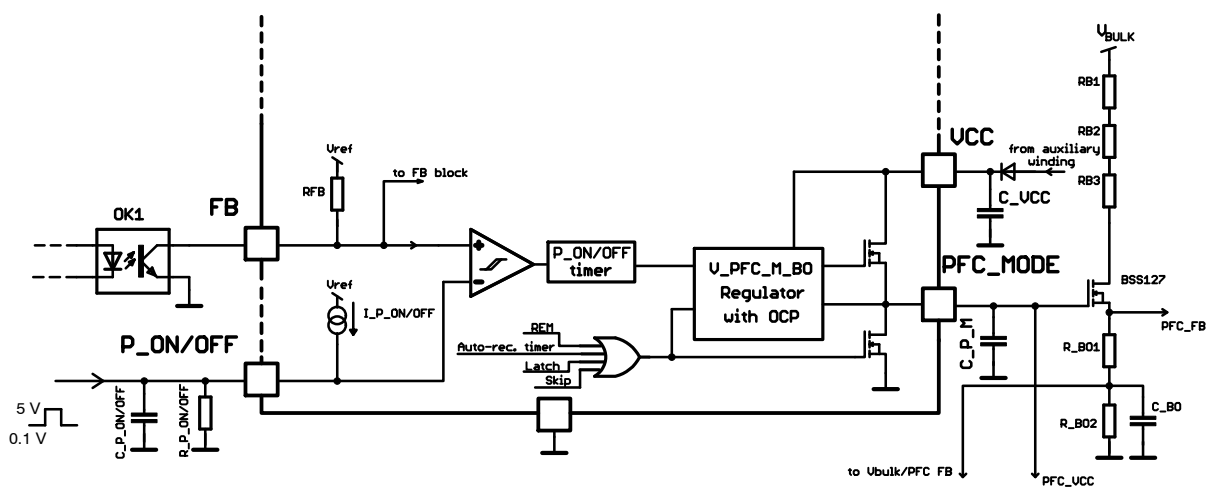 V_BULK
RB1
RB2
RB3
VCC
from auxiliary
winding
C_VCC
Vref
RFB
to FB block
OK1
FB
P_ON/OFF
timer
V_PFC_M_BO
Regulator
with OCP
PFC_MODE
BSS127
PFC_FB
Vref
I_P_ON/OFF
P_ON/OFF
REM
Auto-rec. timer
Latch
Skip
C_P_M
R_BO1
R_BO2
C_BO
5 V
0.1 V
C_P_ON/OFF
R_P_ON/OFF
to Vbulk/PFC FB
PFC_VCC